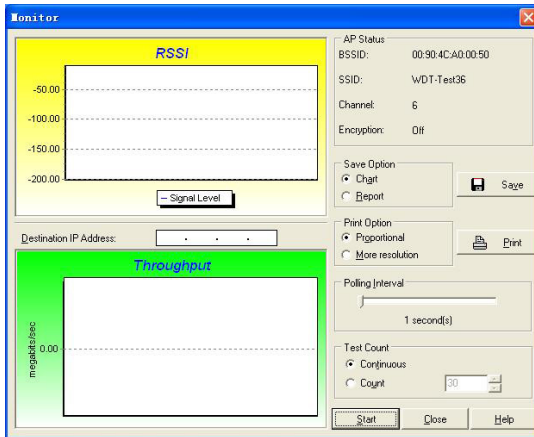 Monitor
RSSI
-50.00
-100.00
-150.00
-200.00
Signal Level
Destination IP Address:
. . .
Throughput
megabits/sec
0.00
AP Status
BSSID: 00:90:4C:A0:00:50
SSID: WDT-Test36
Channel: 6
Encryption: Off
Save Option
Chart
Report
Save
Print Option
Proportional
More resolution
Print
Polling Interval
1 second(s)
Test Count
Continuous
Count 30
Start Close Help